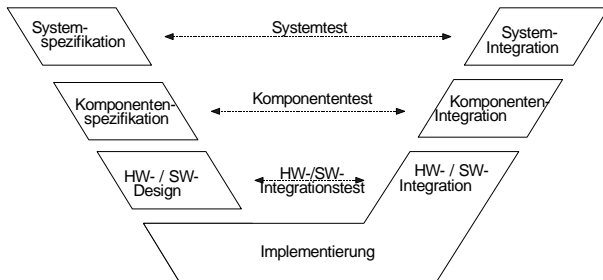 System-
spezifikation
Systemtest
System-
Integration
Komponenten-
spezifikation
Komponententest
Komponenten-
Integration
HW- / SW-
Design
HW-/SW-
Integrationstest
HW- / SW-
Integration
Implementierung